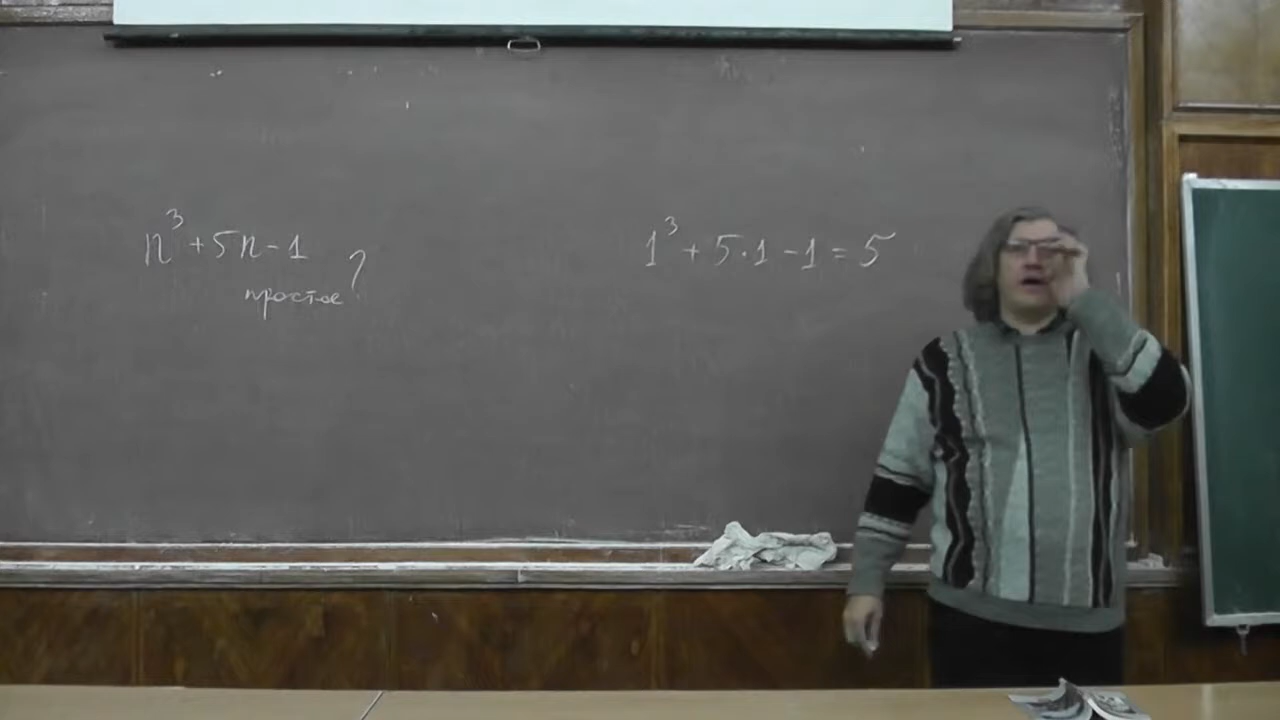 n³ + 5n - 1
простое ?
1³ + 5·1 - 1 = 5